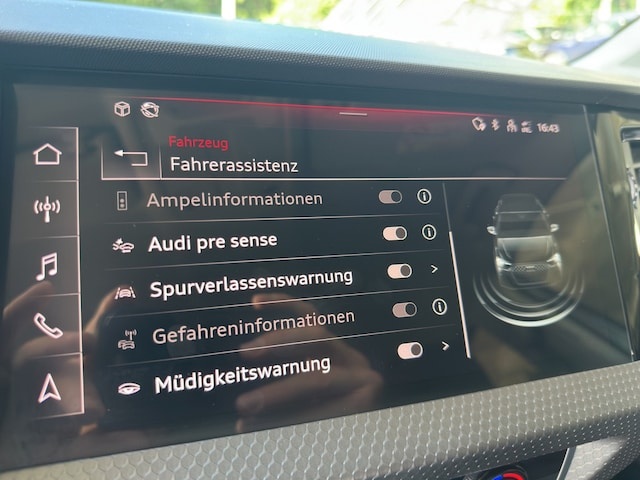 16:43
Fahrzeug
Fahrerassistenz
Ampelinformationen
Audi pre sense
Spurverlassenswarnung
Gefahreninformationen
Müdigkeitswarnung